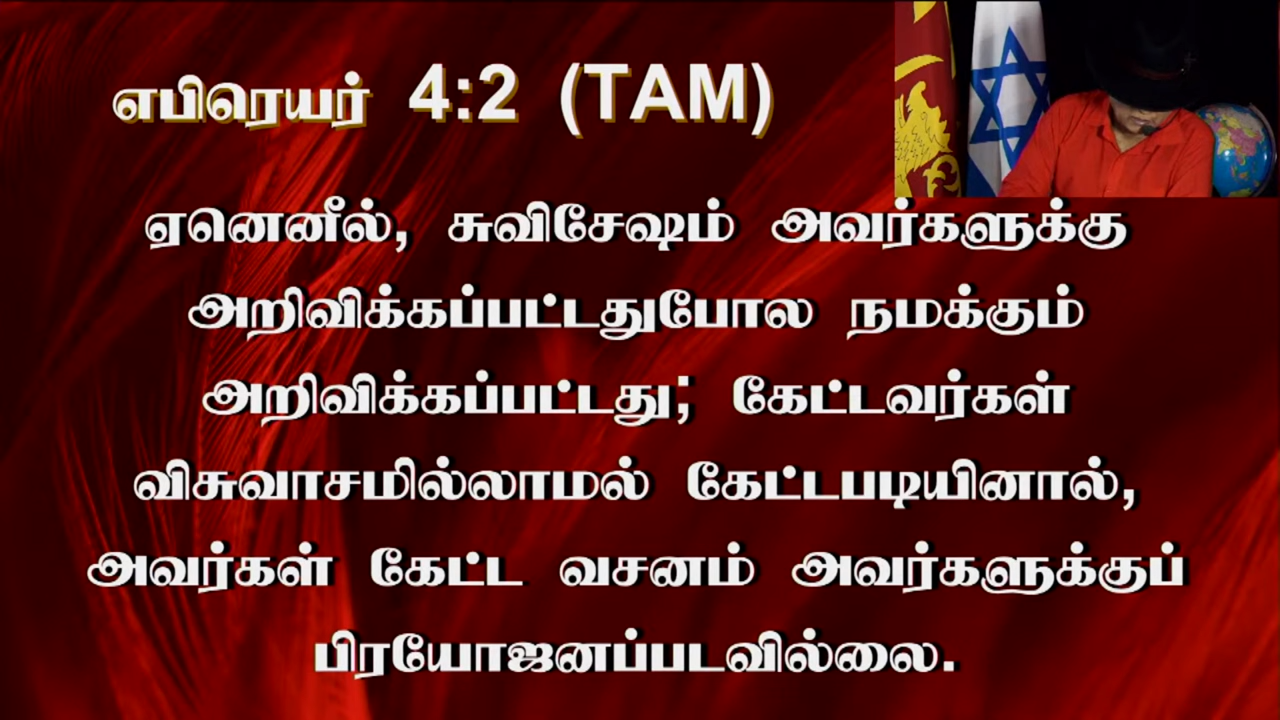 எபிரெயர் 4:2 (TAM)
ஏனெனீல், சுவிசேஷம் அவர்களுக்கு
அறிவிக்கப்பட்டதுபோல நமக்கும்
அறிவிக்கப்பட்டது; கேட்டவர்கள்
விசுவாசமில்லாமல் கேட்டபடியினால்,
அவர்கள் கேட்ட வசனம் அவர்களுக்குப்
பிரயோஜனப்படவில்லை.